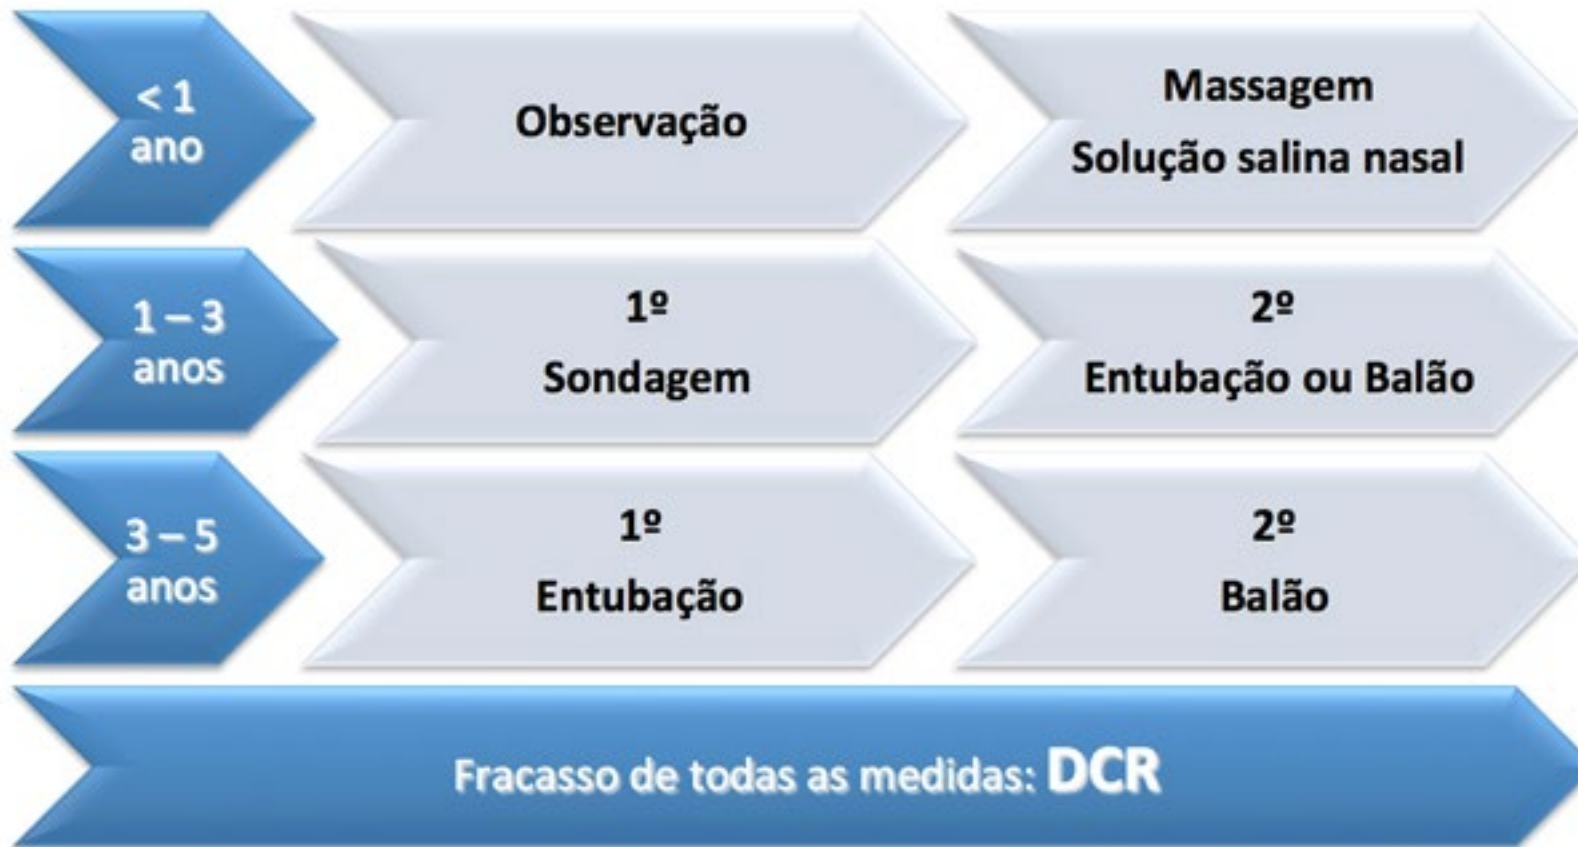 < 1
ano
Observação
Massagem
Solução salina nasal
1 – 3
anos
1º
Sondagem
2º
Entubação ou Balão
3 – 5
anos
1º
Entubação
2º
Balão
Fracasso de todas as medidas: DCR